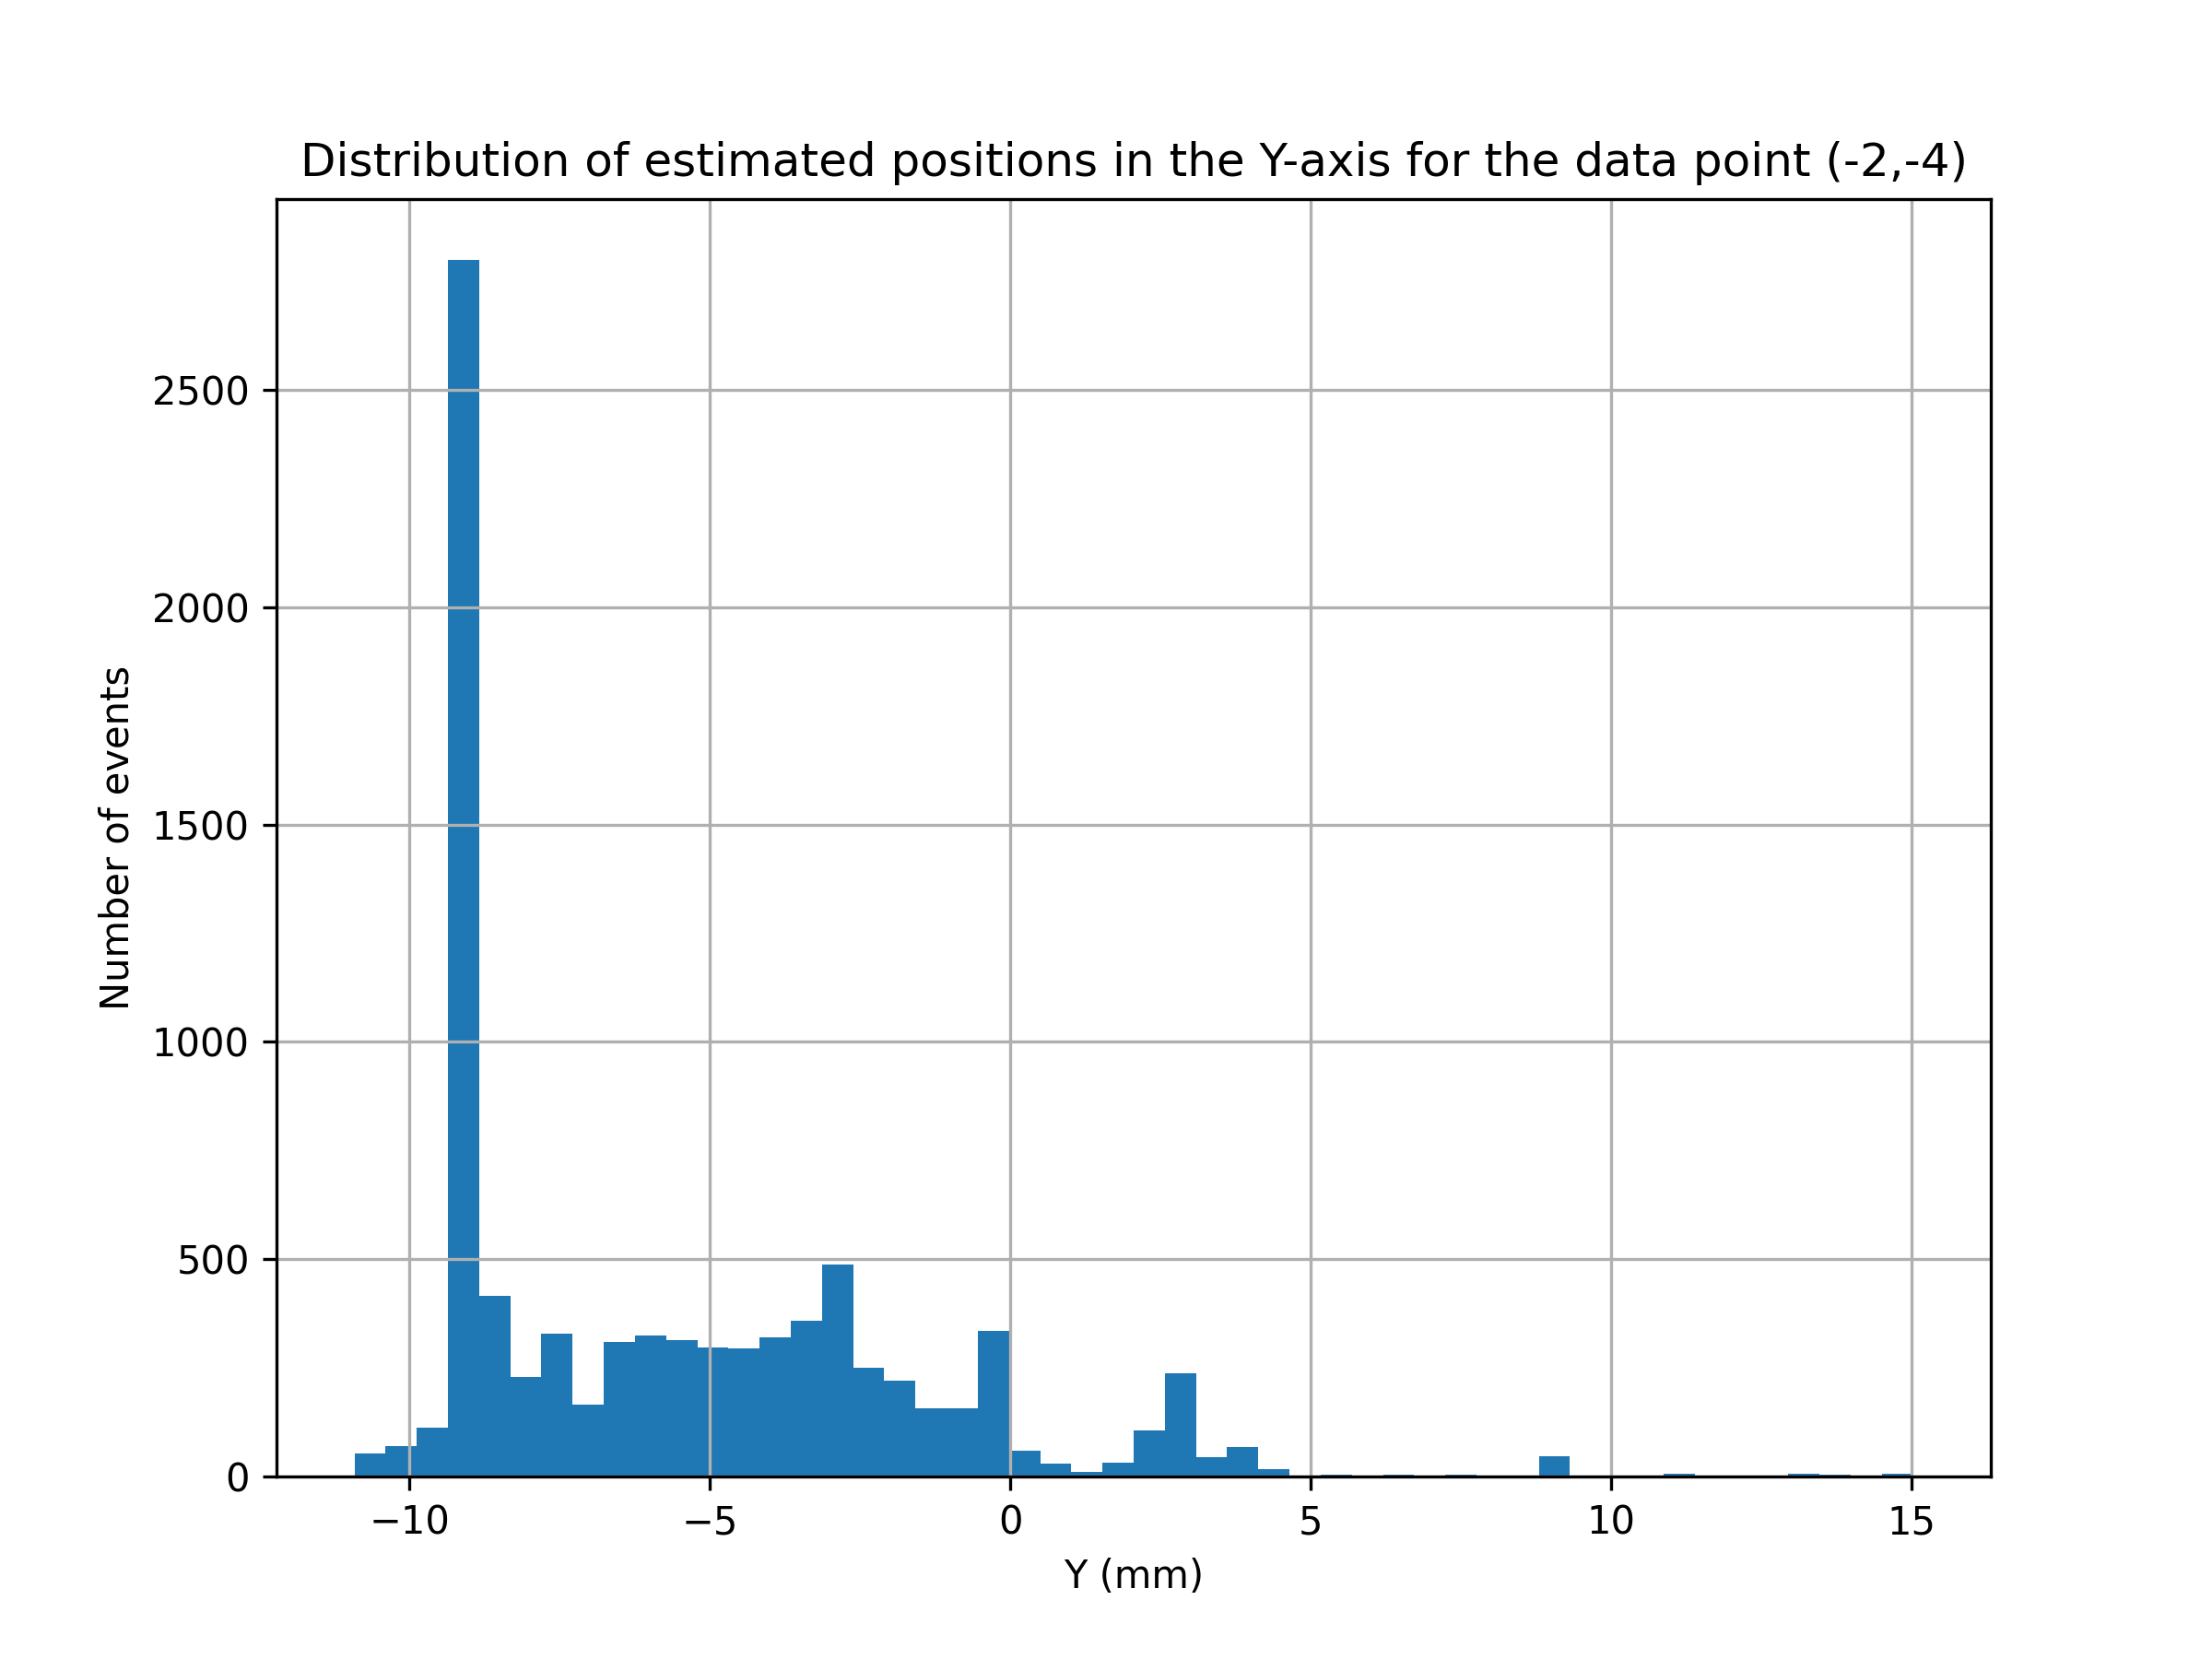 Distribution of estimated positions in the Y-axis for the data point (-2,-4)
Number of events
2500
2000
1500
1000
500
0
−10 −5 0 5 10 15
Y (mm)